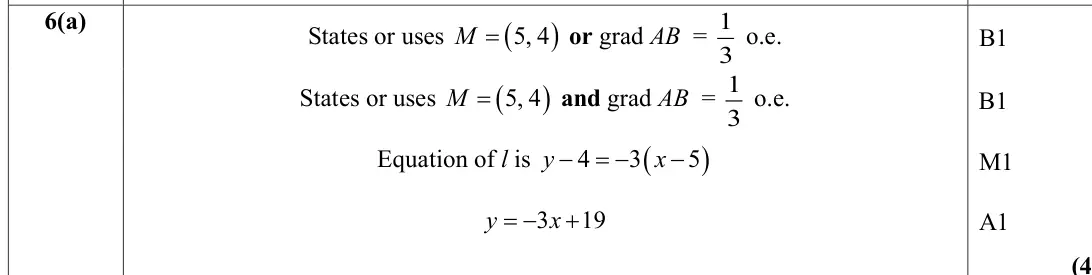 6(a)
States or uses M = (5, 4) or grad AB = 1/3 o.e.
B1
States or uses M = (5, 4) and grad AB = 1/3 o.e.
B1
Equation of l is y − 4 = −3(x − 5)
M1
y = −3x + 19
A1
(4